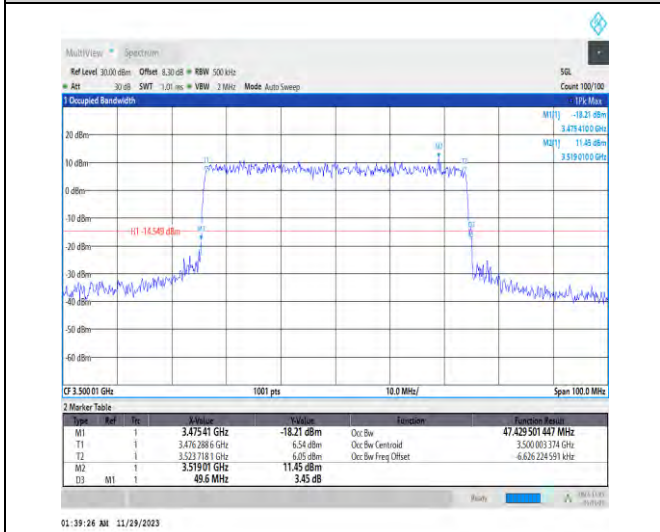 MultiView Spectrum
Ref Level 30.00 dBm Offset 8.30 dB RBW 500 kHz SGL
Att 30 dB SWT 1.01 ms VBW 2 MHz Mode Auto Sweep Count 100/100
1 Occupied Bandwidth 1Pk Max
M1[1] -18.21 dBm
3.475 4100 GHz
M2[1] 11.45 dBm
3.519 0100 GHz
20 dBm
10 dBm
0 dBm
-10 dBm
H1 -14.549 dBm
-20 dBm
-30 dBm
-40 dBm
-50 dBm
-60 dBm
T1
M2
T2
M1
D3
CF 3.500 01 GHz 1001 pts 10.0 MHz/ Span 100.0 MHz
2 Marker Table
Type Ref Trc X-Value Y-Value Function Function Result
M1 1 3.475 41 GHz -18.21 dBm Occ Bw 47.429 501 447 MHz
T1 1 3.476 288 6 GHz 6.54 dBm Occ Bw Centroid 3.500 003 374 GHz
T2 1 3.523 718 1 GHz 6.05 dBm Occ Bw Freq Offset -6.626 224 591 kHz
M2 1 3.519 01 GHz 11.45 dBm
D3 M1 1 49.6 MHz 3.45 dB
Ready
01:39:26 AM 11/29/2023